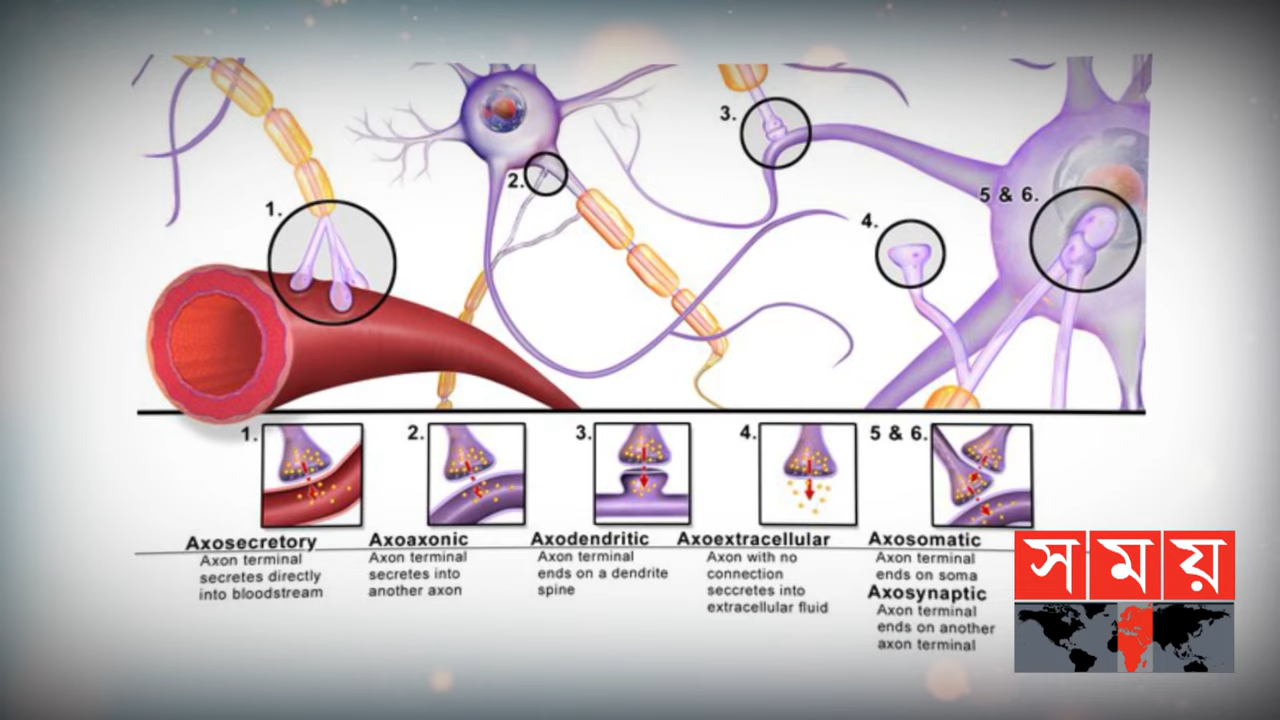 1.
2.
3.
4.
5 & 6.
1.
2.
3.
4.
5 & 6.
Axosecretory
Axon terminal
secretes directly
into bloodstream
Axoaxonic
Axon terminal
secretes into
another axon
Axodendritic
Axon terminal
ends on a dendrite
spine
Axoextracellular
Axon with no
connection
seccretes into
extracellular fluid
Axosomatic
Axon terminal
ends on soma
Axosynaptic
Axon terminal
ends on another
axon terminal
সময়